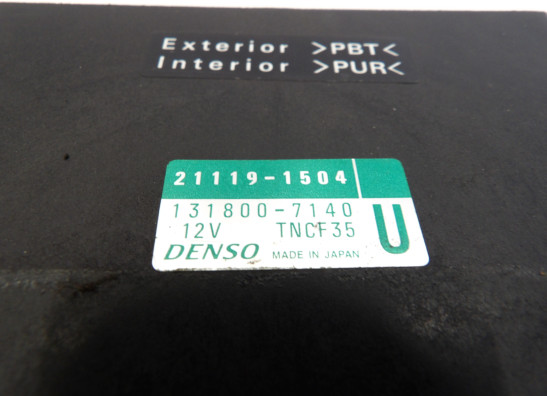 Exterior >PBT<
Interior >PUR<
21119-1504
131800-7140
12V TNCF35
U
DENSO MADE IN JAPAN